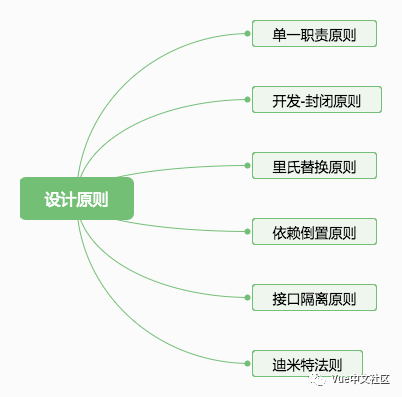 单一职责原则
开发-封闭原则
里氏替换原则
设计原则
依赖倒置原则
接口隔离原则
迪米特法则
Vue中文社区